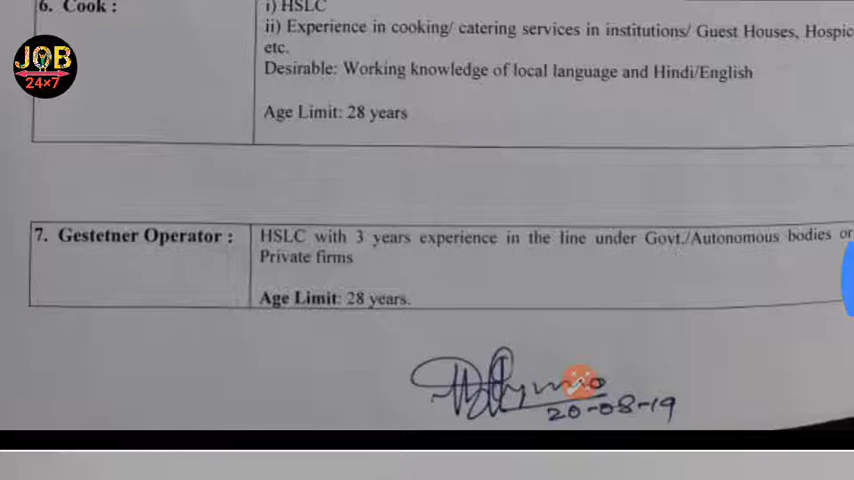 6. Cook :
i) HSLC
ii) Experience in cooking/ catering services in institutions/ Guest Houses, Hospic
etc.
Desirable: Working knowledge of local language and Hindi/English
Age Limit: 28 years
JOB
24×7
7. Gestetner Operator :
HSLC with 3 years experience in the line under Govt./Autonomous bodies or
Private firms
Age Limit: 28 years.
20-08-19